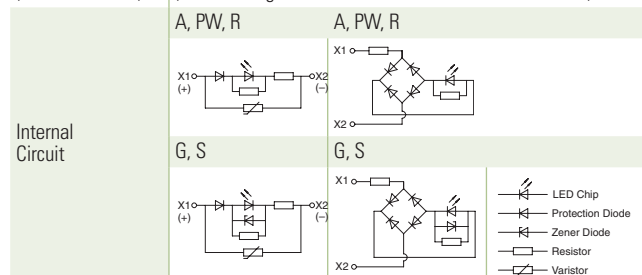 A, PW, R
A, PW, R
X1
(+)
X2
(−)
X1
X2
Internal
Circuit
G, S
G, S
X1
(+)
X2
(−)
X1
X2
LED Chip
Protection Diode
Zener Diode
Resistor
Varistor